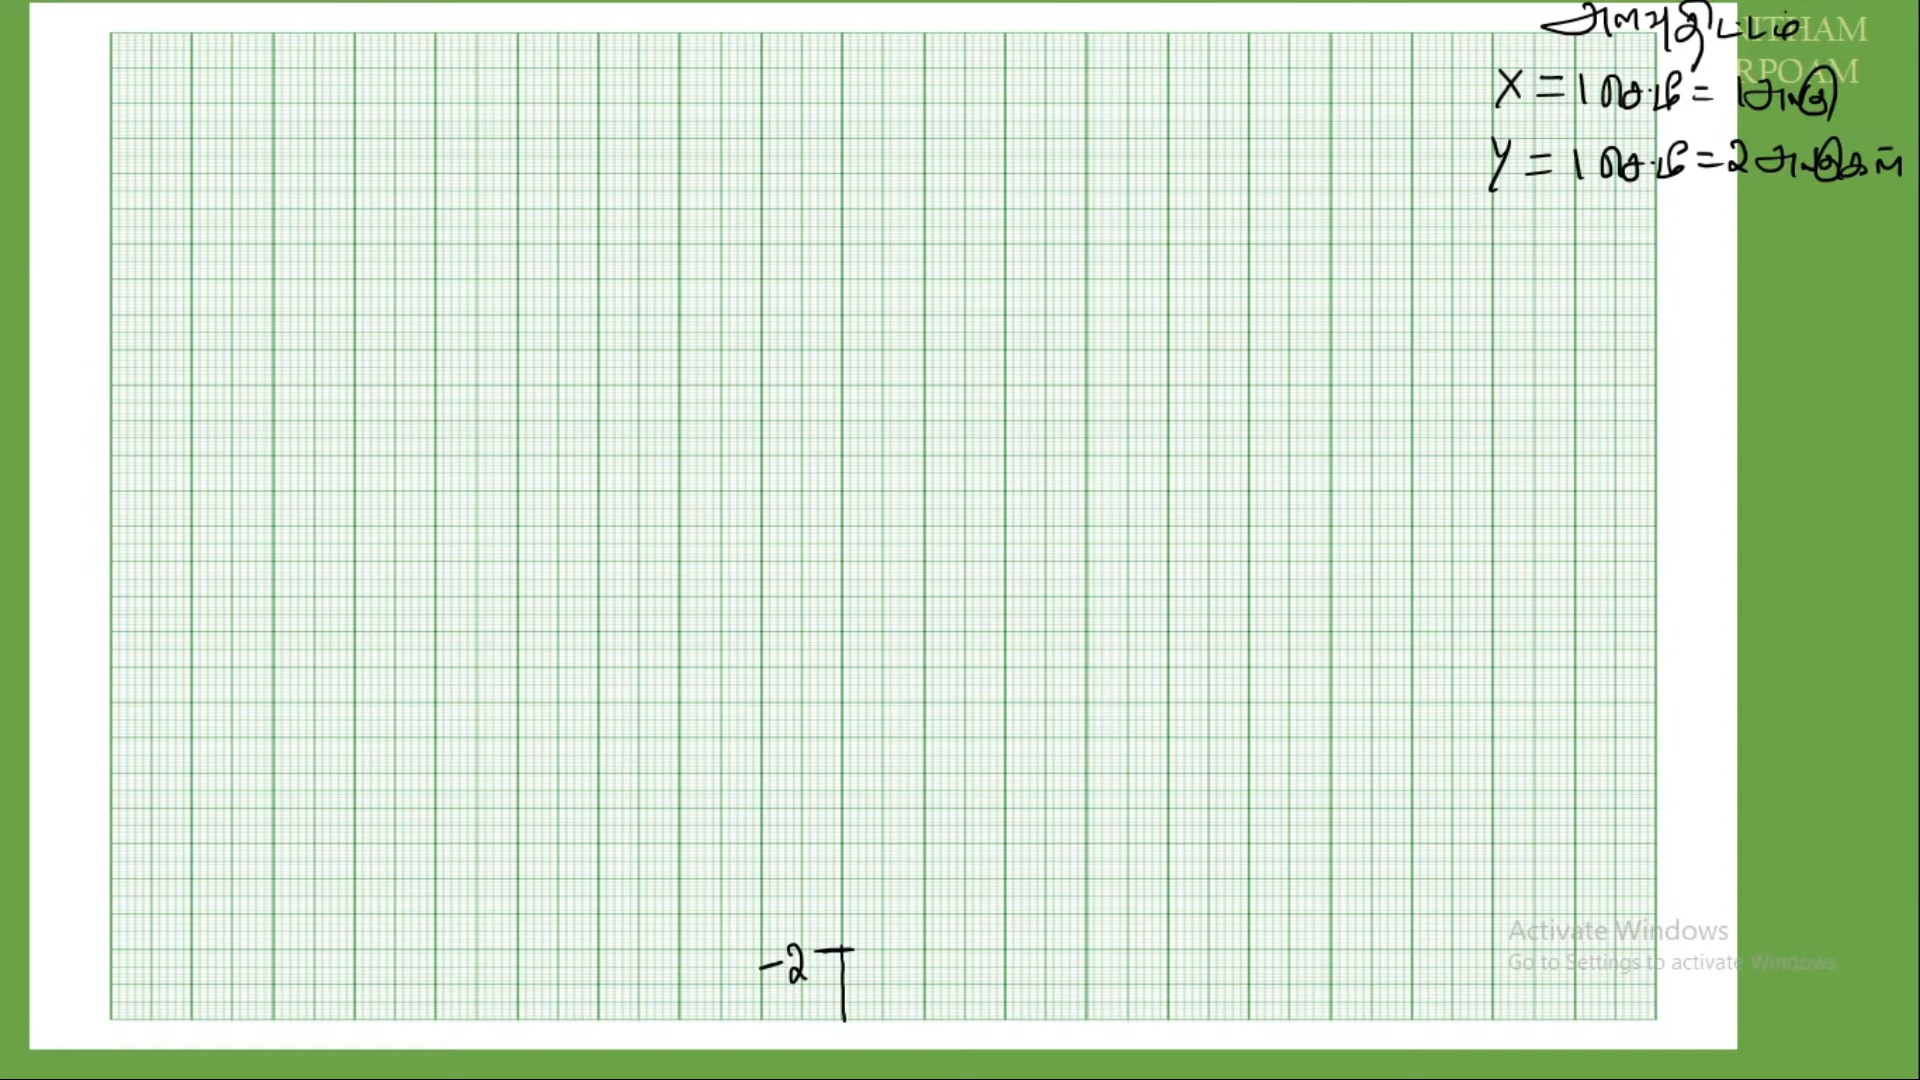 அளவுத்திட்டம்
X = 1 செ.மீ = 1 அலகு
Y = 1 செ.மீ = 2 அலகுகள்
-2
Activate Windows
Go to Settings to activate Windows.